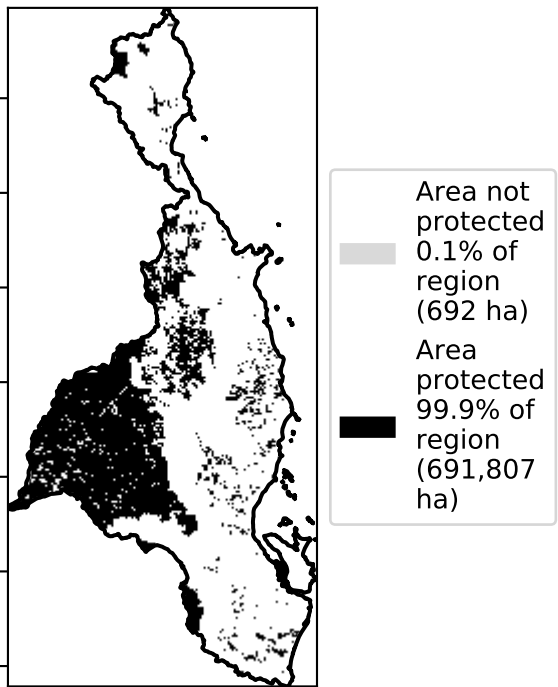 Area not
protected
0.1% of
region
(692 ha)
Area
protected
99.9% of
region
(691,807
ha)